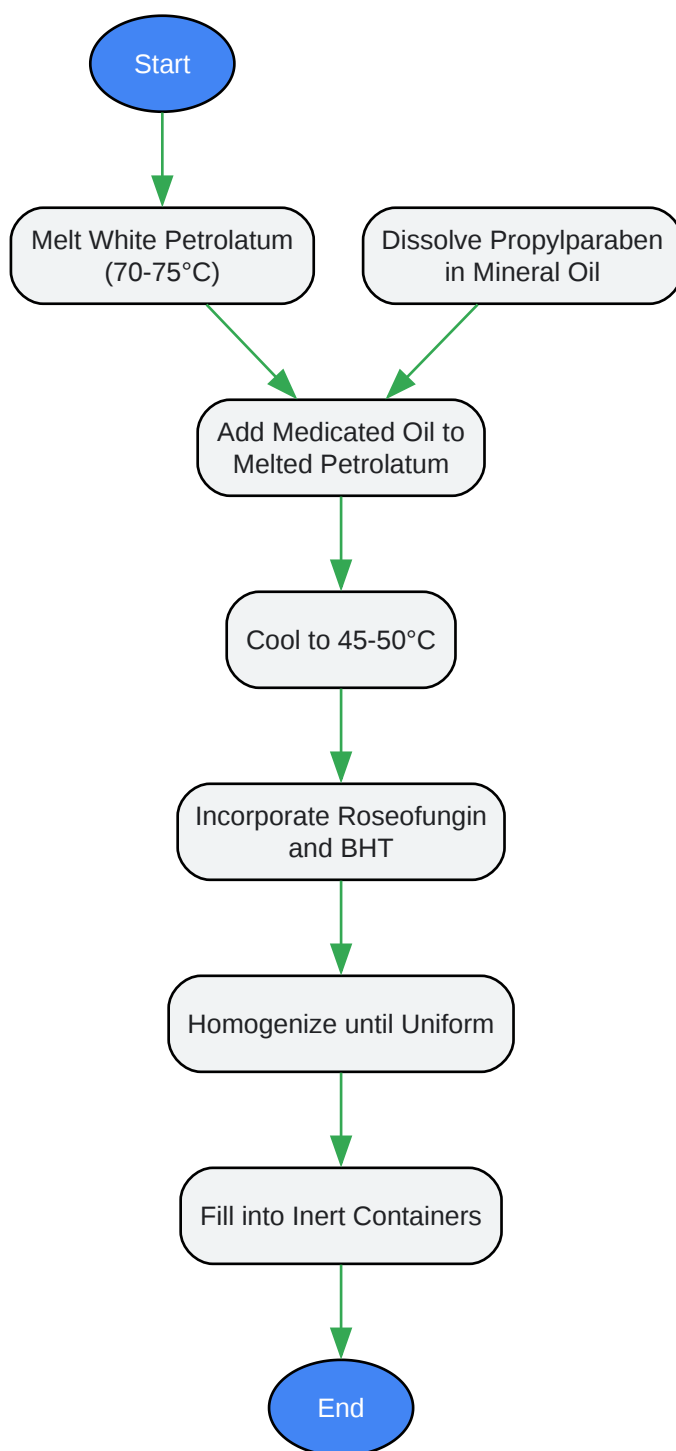 Start
Melt White Petrolatum
(70-75°C)
Dissolve Propylparaben
in Mineral Oil
Add Medicated Oil to
Melted Petrolatum
Cool to 45-50°C
Incorporate Roseofungin
and BHT
Homogenize until Uniform
Fill into Inert Containers
End